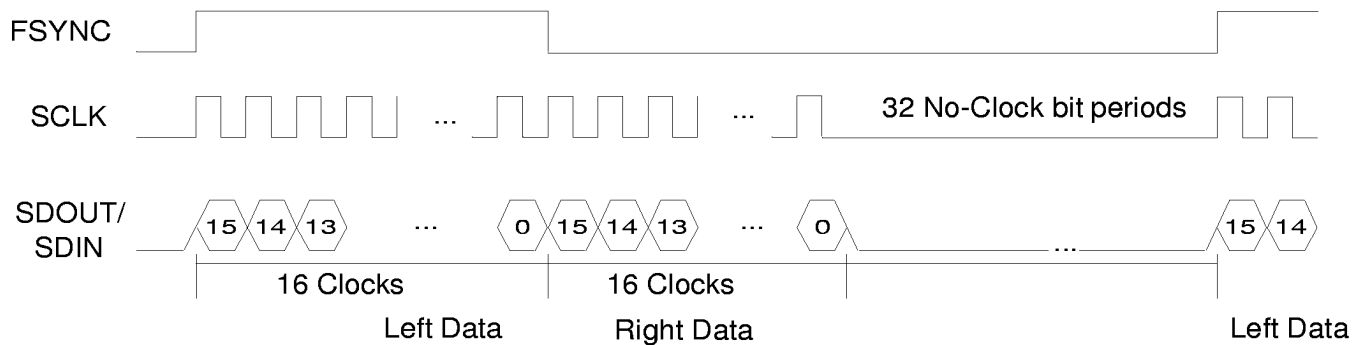 FSYNC
SCLK ... ... 32 No-Clock bit periods
SDOUT/
SDIN
15 14 13 ... 0 15 14 13 ... 0 ... 15 14
16 Clocks 16 Clocks
Left Data Right Data Left Data